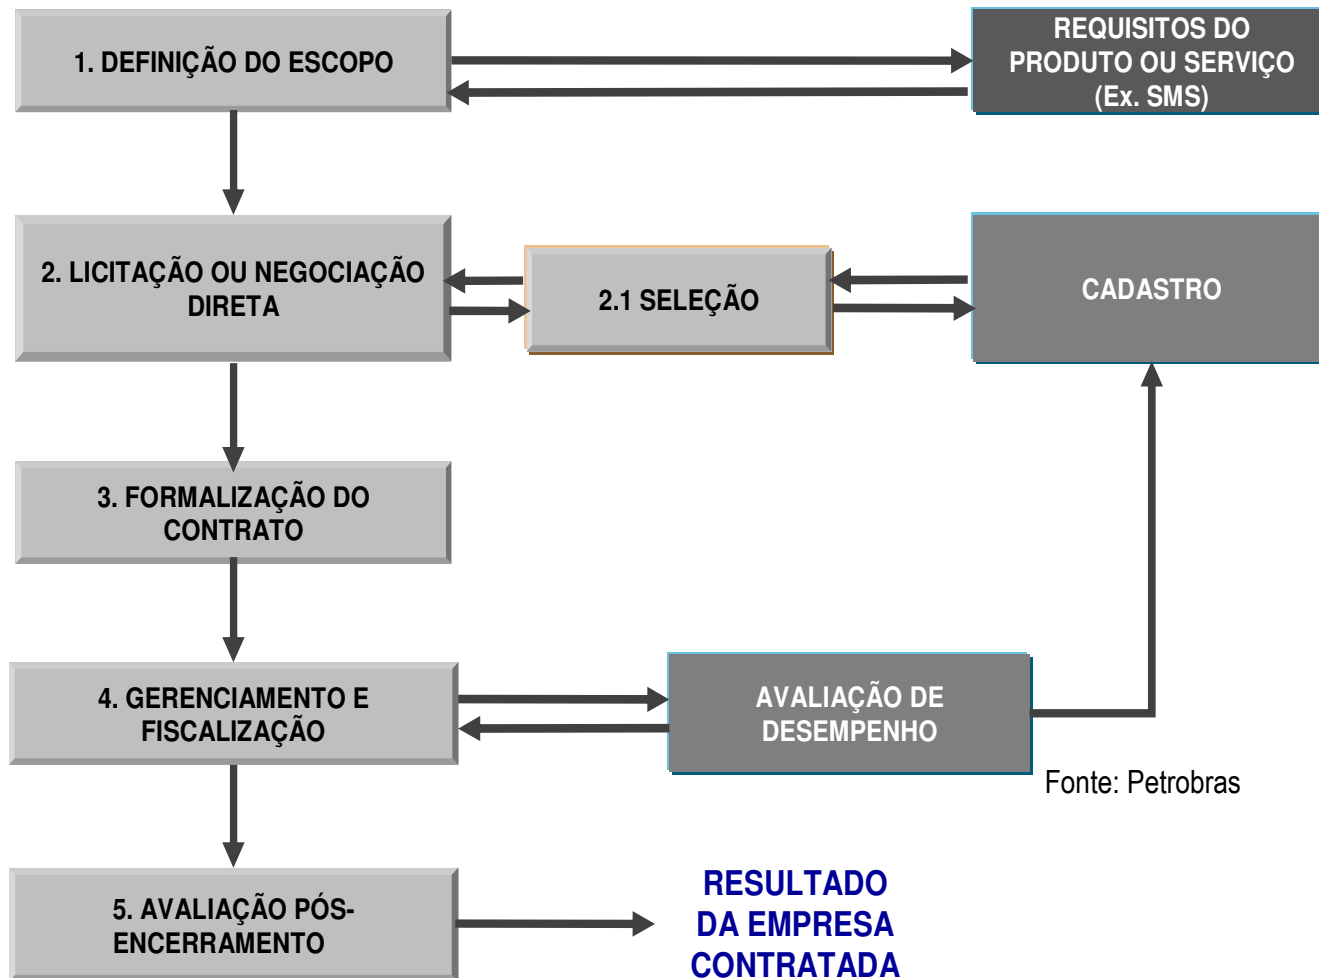 1. DEFINIÇÃO DO ESCOPO
REQUISITOS DO
PRODUTO OU SERVIÇO
(Ex. SMS)
2. LICITAÇÃO OU NEGOCIAÇÃO
DIRETA
2.1 SELEÇÃO
CADASTRO
3. FORMALIZAÇÃO DO
CONTRATO
4. GERENCIAMENTO E
FISCALIZAÇÃO
AVALIAÇÃO DE
DESEMPENHO
Fonte: Petrobras
5. AVALIAÇÃO PÓS-
ENCERRAMENTO
RESULTADO
DA EMPRESA
CONTRATADA